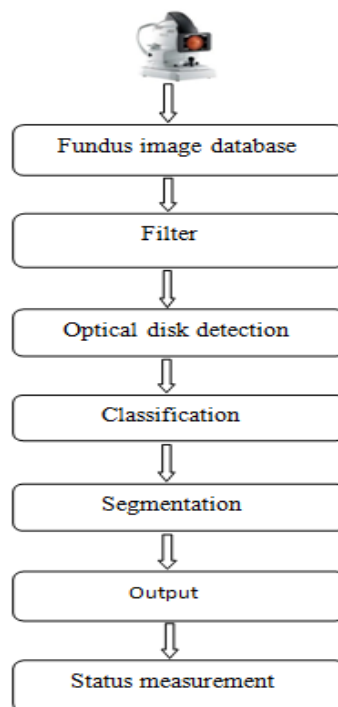 Fundus image database
Filter
Optical disk detection
Classification
Segmentation
Output
Status measurement